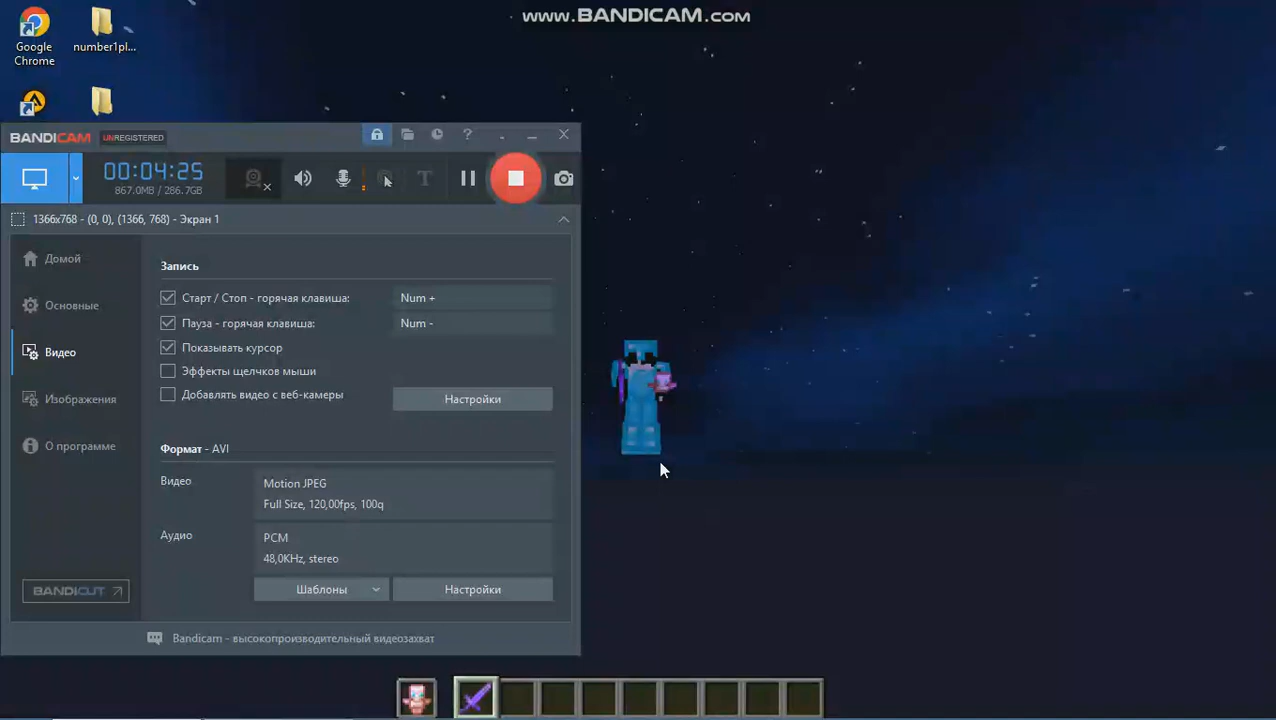 www.BANDICAM.com
Google
Chrome
number1pl...
BANDICAM UNREGISTERED
00:04:25
867.0MB / 286.7GB
1366x768 - (0, 0), (1366, 768) - Экран 1
Домой
Основные
Видео
Изображения
О программе
BANDICUT
Запись
Старт / Стоп - горячая клавиша: Num +
Пауза - горячая клавиша: Num -
Показывать курсор
Эффекты щелчков мыши
Добавлять видео с веб-камеры
Настройки
Формат - AVI
Видео
Motion JPEG
Full Size, 120,00fps, 100q
Аудио
PCM
48,0KHz, stereo
Шаблоны
Настройки
Bandicam - высокопроизводительный видеозахват